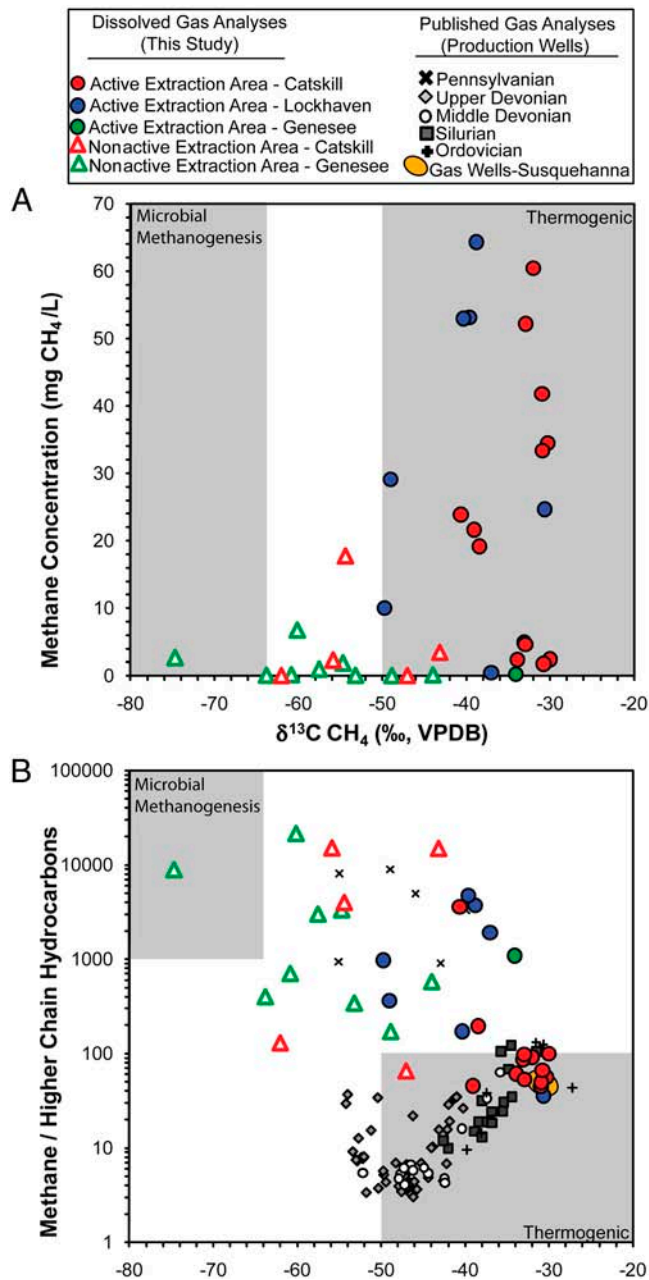 Dissolved Gas Analyses
(This Study)
Active Extraction Area - Catskill
Active Extraction Area - Lockhaven
Active Extraction Area - Genesee
Nonactive Extraction Area - Catskill
Nonactive Extraction Area - Genesee
Published Gas Analyses
(Production Wells)
Pennsylvanian
Upper Devonian
Middle Devonian
Silurian
Ordovician
Gas Wells-Susquehanna
A
Microbial
Methanogenesis
Thermogenic
Methane Concentration (mg CH₄/L)
70
60
50
40
30
20
10
0
-80 -70 -60 -50 -40 -30 -20
δ¹³C CH₄ (‰, VPDB)
B
Microbial
Methanogenesis
Thermogenic
Methane / Higher Chain Hydrocarbons
100000
10000
1000
100
10
1
-80 -70 -60 -50 -40 -30 -20